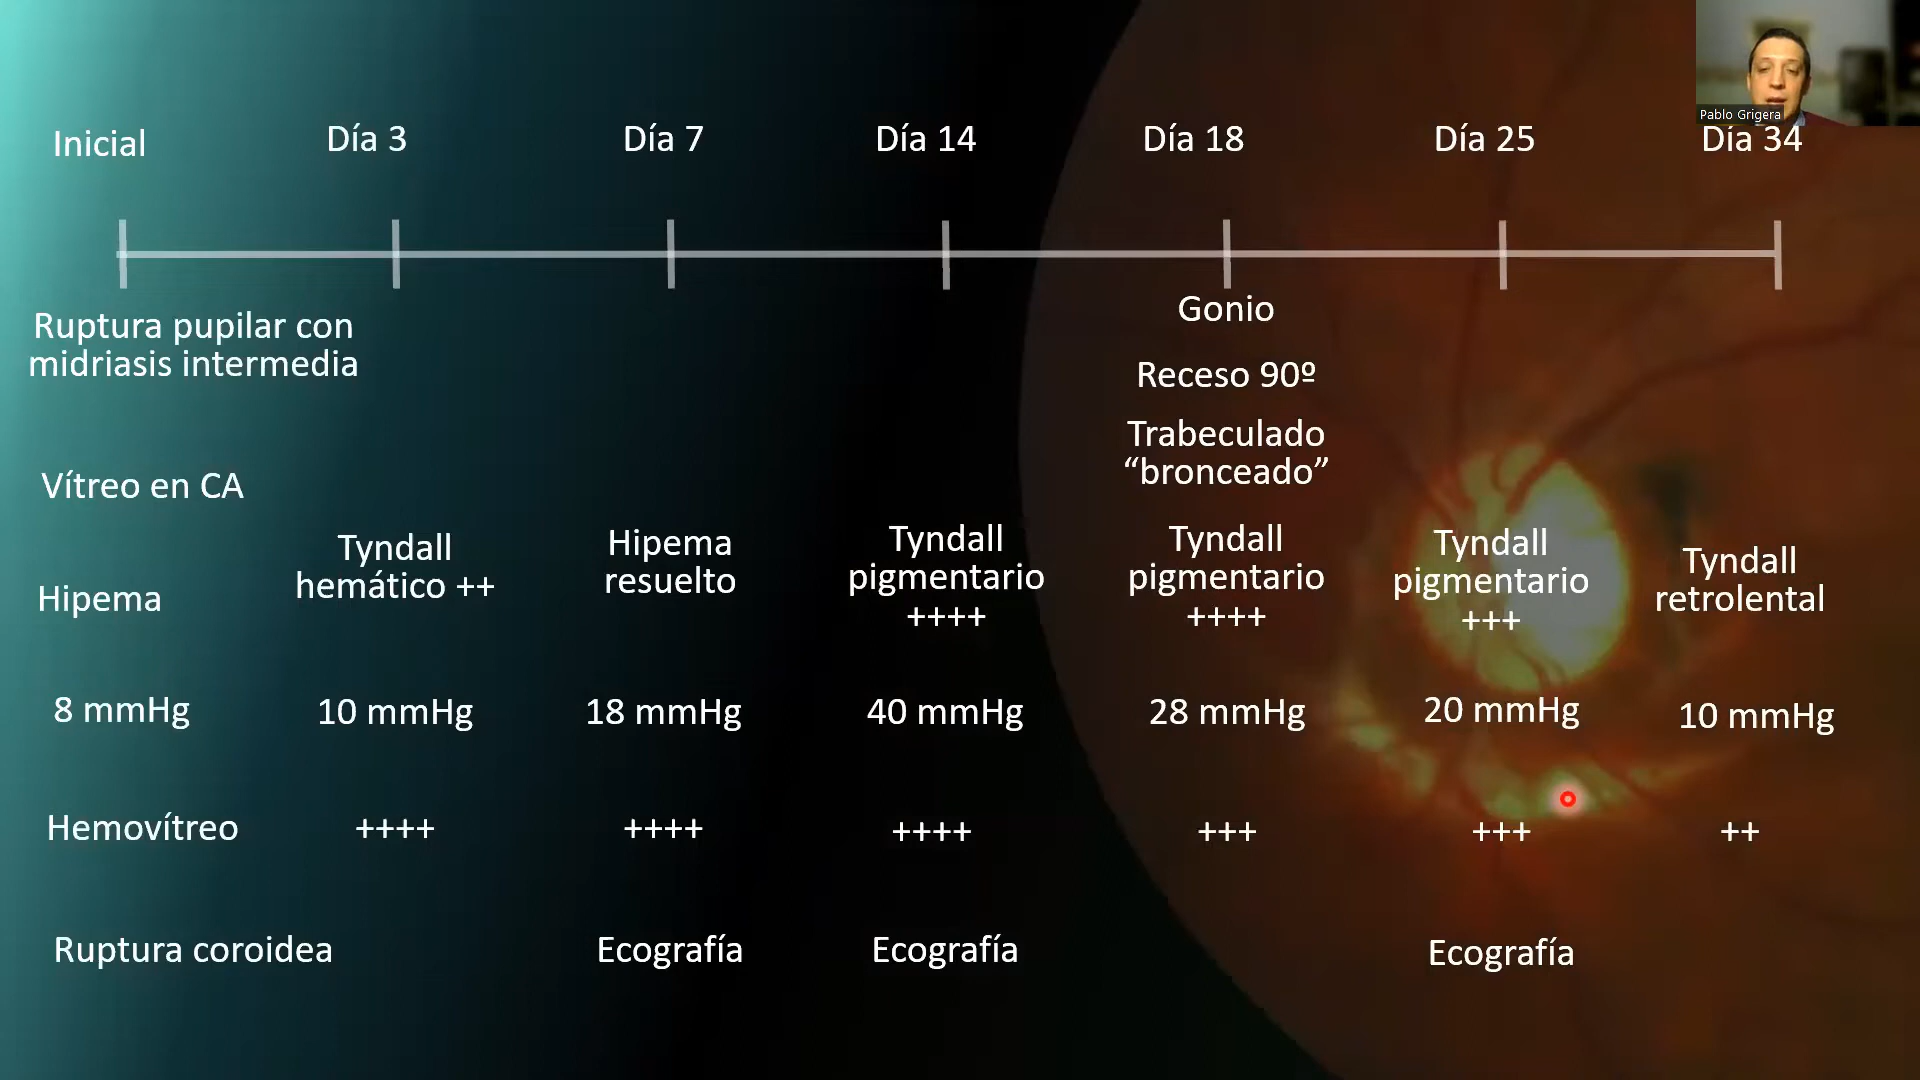 Pablo Grigera
Inicial
Día 3
Día 7
Día 14
Día 18
Día 25
Día 34
Ruptura pupilar con
midriasis intermedia
Gonio
Receso 90º
Trabeculado
“bronceado”
Vítreo en CA
Hipema
Tyndall
hemático ++
Hipema
resuelto
Tyndall
pigmentario
++++
Tyndall
pigmentario
++++
Tyndall
pigmentario
+++
Tyndall
retrolental
8 mmHg
10 mmHg
18 mmHg
40 mmHg
28 mmHg
20 mmHg
10 mmHg
Hemovítreo
++++
++++
++++
+++
+++
++
Ruptura coroidea
Ecografía
Ecografía
Ecografía